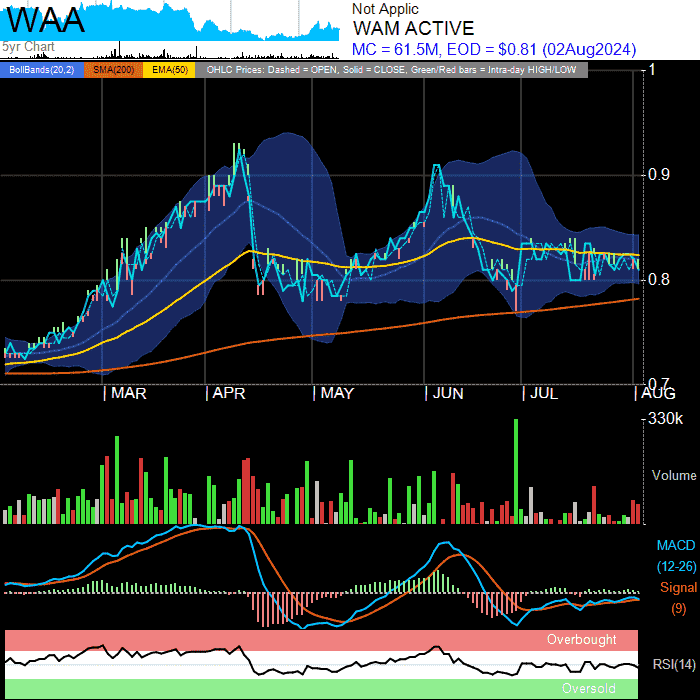 WAA
Not Applic
WAM ACTIVE
5yr Chart
MC = 61.5M, EOD = $0.81 (02Aug2024)
BollBands(20,2) SMA(200) EMA(50) OHLC Prices: Dashed = OPEN, Solid = CLOSE, Green/Red bars = Intra-day HIGH/LOW
1
0.9
0.8
0.7
MAR APR MAY JUN JUL AUG
330k
Volume
MACD
(12-26)
Signal
(9)
Overbought
RSI(14)
Oversold